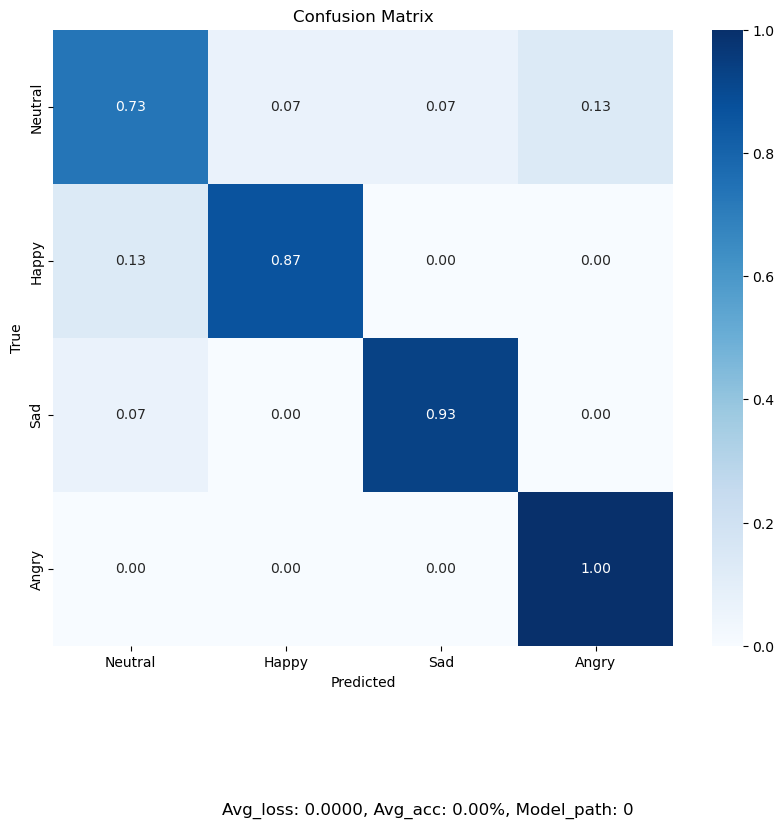 Confusion Matrix
Neutral 0.73 0.07 0.07 0.13
Happy 0.13 0.87 0.00 0.00
Sad 0.07 0.00 0.93 0.00
Angry 0.00 0.00 0.00 1.00
True
Neutral Happy Sad Angry
Predicted
1.0
0.8
0.6
0.4
0.2
0.0
Avg_loss: 0.0000, Avg_acc: 0.00%, Model_path: 0